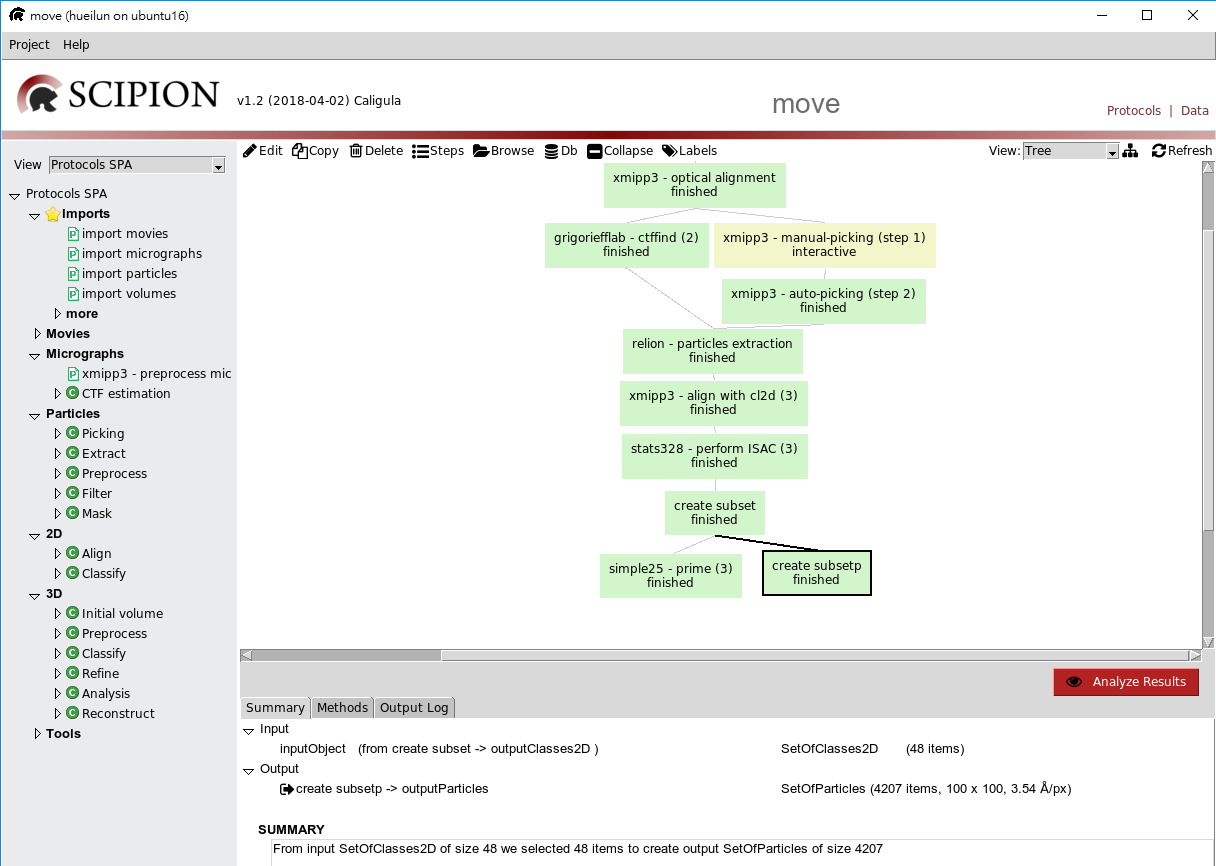 move (hueilun on ubuntu16)
Project Help
SCIPION v1.2 (2018-04-02) Caligula move Protocols | Data
View Protocols SPA
Edit Copy Delete Steps Browse Db Collapse Labels View: Tree Refresh
Protocols SPA
Imports
P import movies
P import micrographs
P import particles
P import volumes
more
Movies
Micrographs
P xmipp3 - preprocess mic
C CTF estimation
Particles
C Picking
C Extract
C Preprocess
C Filter
C Mask
2D
C Align
C Classify
3D
C Initial volume
C Preprocess
C Classify
C Refine
C Analysis
C Reconstruct
Tools
xmipp3 - optical alignment
finished
grigoriefflab - ctffind (2)
finished
xmipp3 - manual-picking (step 1)
interactive
xmipp3 - auto-picking (step 2)
finished
relion - particles extraction
finished
xmipp3 - align with cl2d (3)
finished
stats328 - perform ISAC (3)
finished
create subset
finished
simple25 - prime (3)
finished
create subsetp
finished
Analyze Results
Summary Methods Output Log
Input
inputObject (from create subset -> outputClasses2D ) SetOfClasses2D (48 items)
Output
create subsetp -> outputParticles SetOfParticles (4207 items, 100 x 100, 3.54 Å/px)
SUMMARY
From input SetOfClasses2D of size 48 we selected 48 items to create output SetOfParticles of size 4207